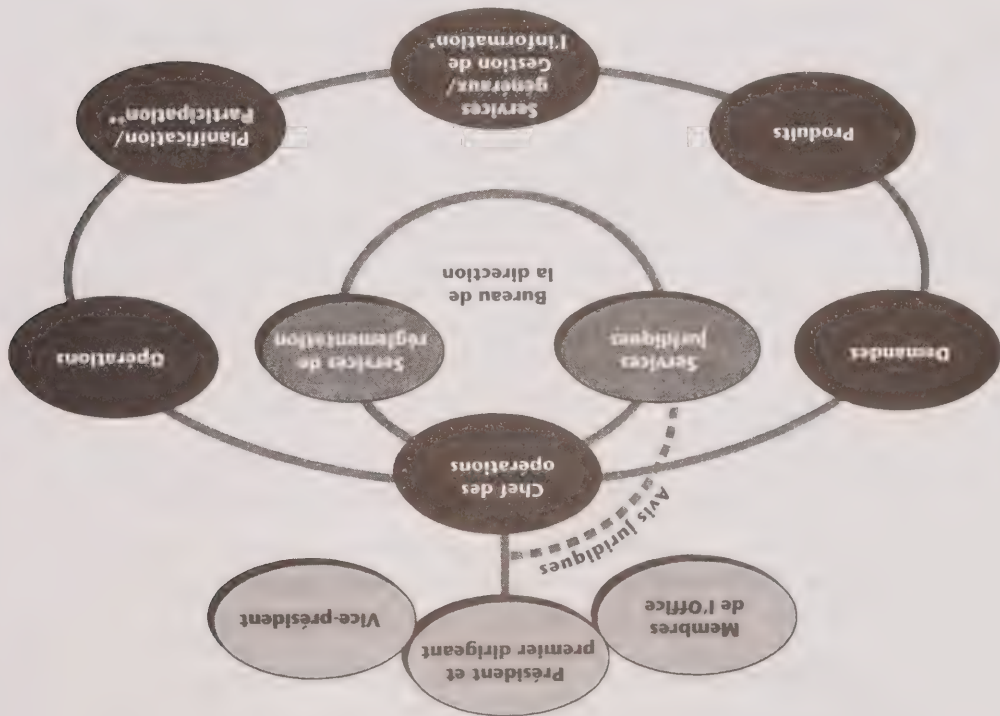 Membres
de l'Office
Président et
premier dirigeant
Vice-président
Avis juridiques
Chef des
opérations
Demandes
Services
juridiques
Services de
réglementation
Opérations
Bureau de
la direction
Produits
Services
généraux/
Gestion de
l'information*
Planification/
Participation**